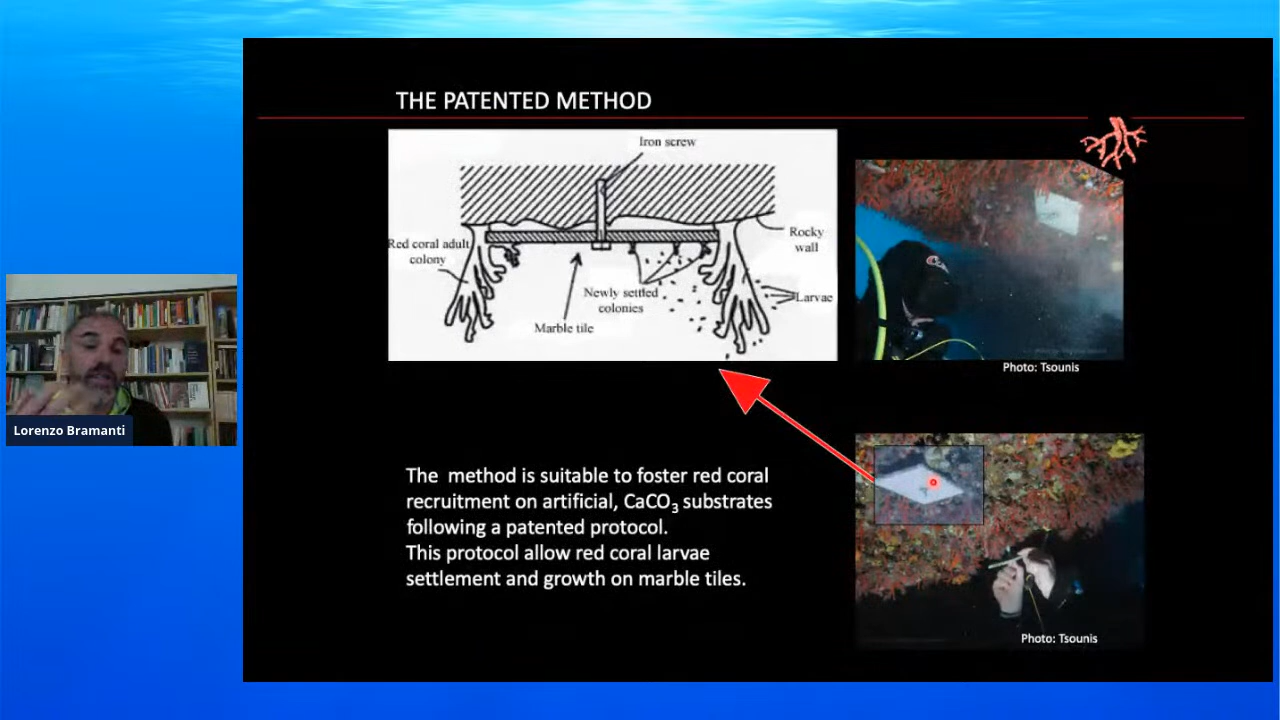 THE PATENTED METHOD
Iron screw
Red coral adult
colony
Rocky
wall
Newly settled
colonies
Larvae
Marble tile
Photo: Tsounis
Lorenzo Bramanti
The  method is suitable to foster red coral
recruitment on artificial, CaCO₃ substrates
following a patented protocol.
This protocol allow red coral larvae
settlement and growth on marble tiles.
Photo: Tsounis